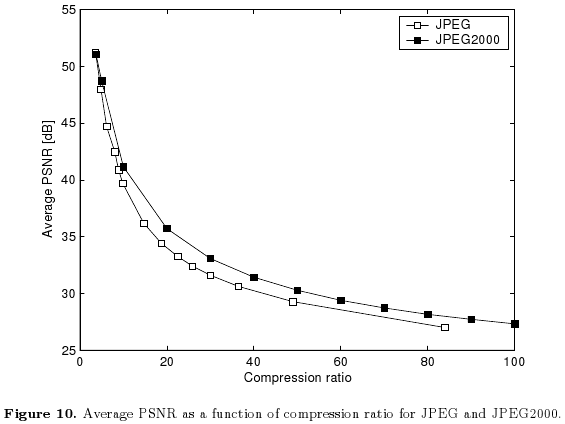 55
50
45
40
35
30
25
Average PSNR [dB]
JPEG
JPEG2000
0 20 40 60 80 100
Compression ratio
Figure 10. Average PSNR as a function of compression ratio for JPEG and JPEG2000.